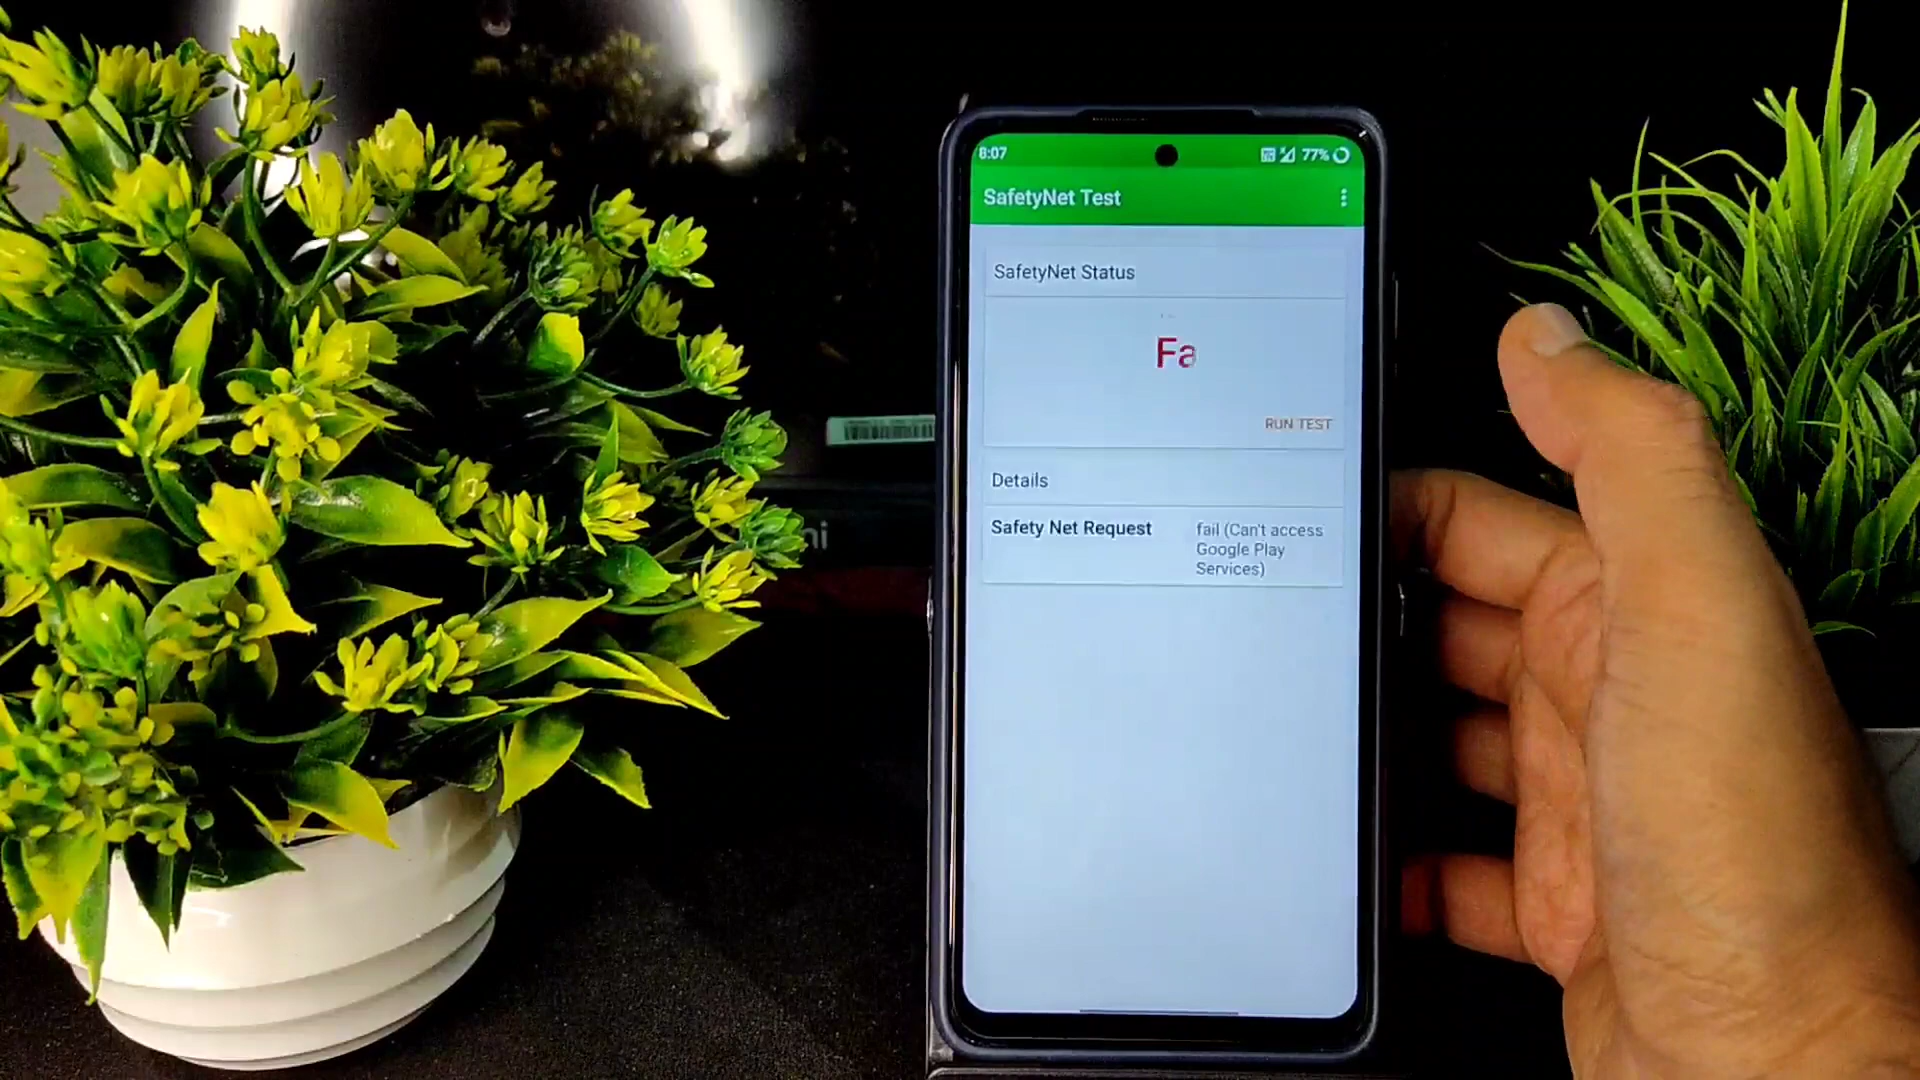 8:07
77%
SafetyNet Test
SafetyNet Status
Fa
RUN TEST
Details
Safety Net Request
fail (Can't access
Google Play
Services)